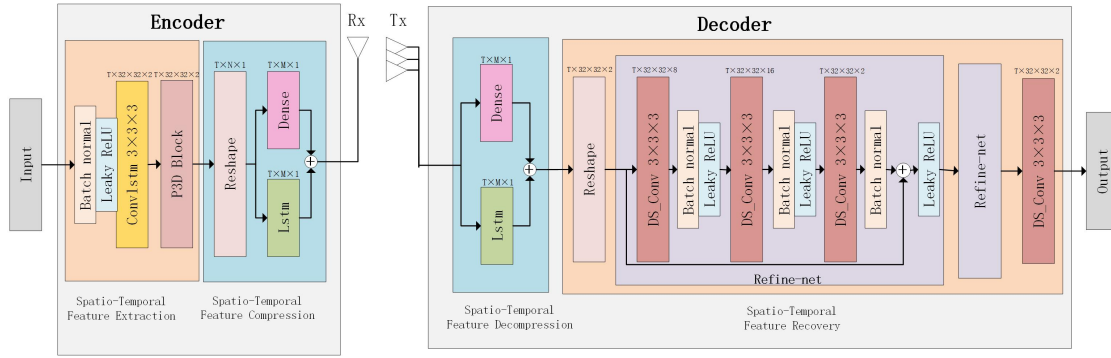 Encoder
Rx
Tx
Decoder
Input
T×32×32×2
T×32×32×2
T×N×1
T×M×1
Batch normal
Leaky ReLU
Convlstm 3×3×3
P3D Block
Reshape
Dense
T×M×1
Lstm
+
Spatio-Temporal
Feature Extraction
Spatio-Temporal
Feature Compression
T×M×1
Dense
T×M×1
Lstm
+
Spatio-Temporal
Feature Decompression
T×32×32×2
T×32×32×8
T×32×32×16
T×32×32×2
T×32×32×2
Reshape
DS_Conv 3×3×3
Batch normal
Leaky ReLU
DS_Conv 3×3×3
Batch normal
Leaky ReLU
DS_Conv 3×3×3
Batch normal
+
Leaky ReLU
Refine-net
Refine-net
DS_Conv 3×3×3
Spatio-Temporal
Feature Recovery
Output